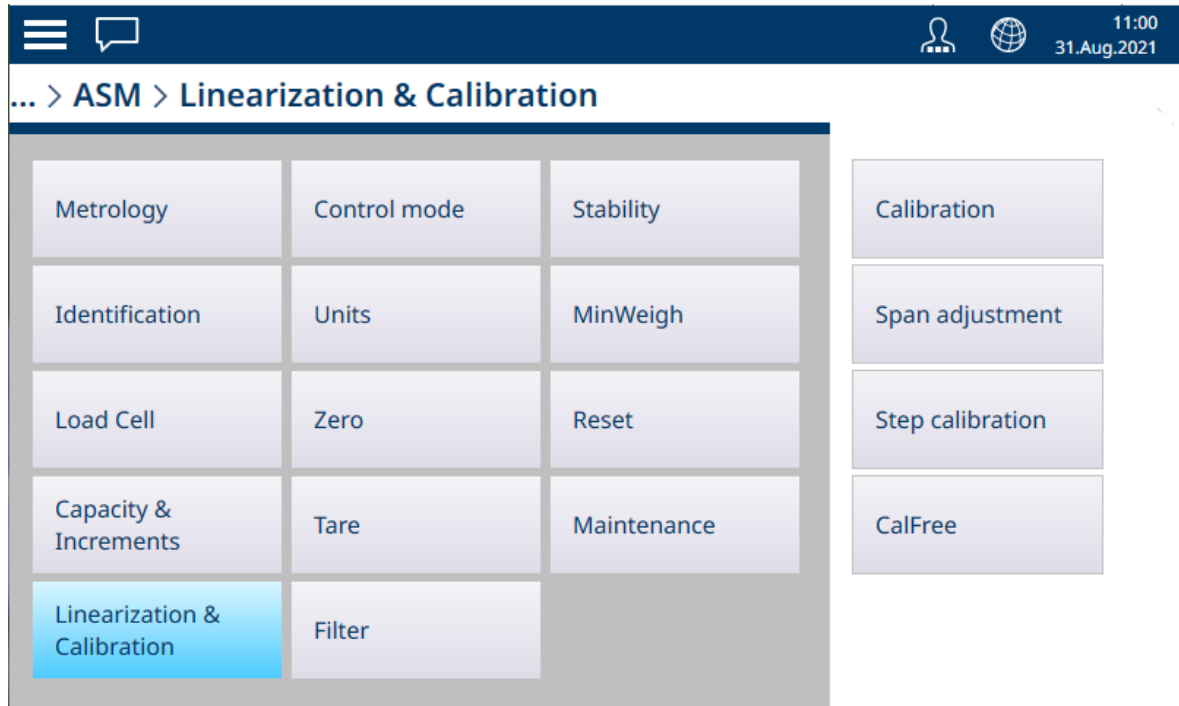 11:00
31.Aug.2021
... > ASM > Linearization & Calibration
Metrology
Control mode
Stability
Calibration
Identification
Units
MinWeigh
Span adjustment
Load Cell
Zero
Reset
Step calibration
Capacity &
Increments
Tare
Maintenance
CalFree
Linearization &
Calibration
Filter